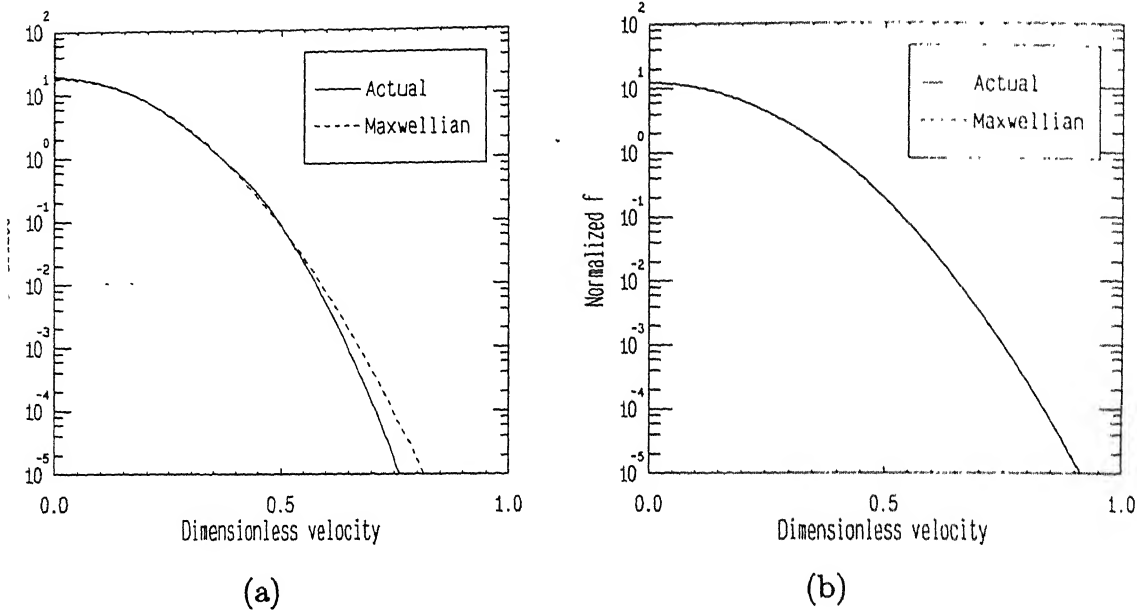 10^2
10^1
10^0
10^-1
10^-2
10^-3
10^-4
10^-5
0.0 0.5 1.0
Dimensionless velocity
Actual
Maxwellian
(a)
10^2
10^1
10^0
10^-1
10^-2
10^-3
10^-4
10^-5
Normalized f
0.0 0.5 1.0
Dimensionless velocity
Actual
Maxwellian
(b)